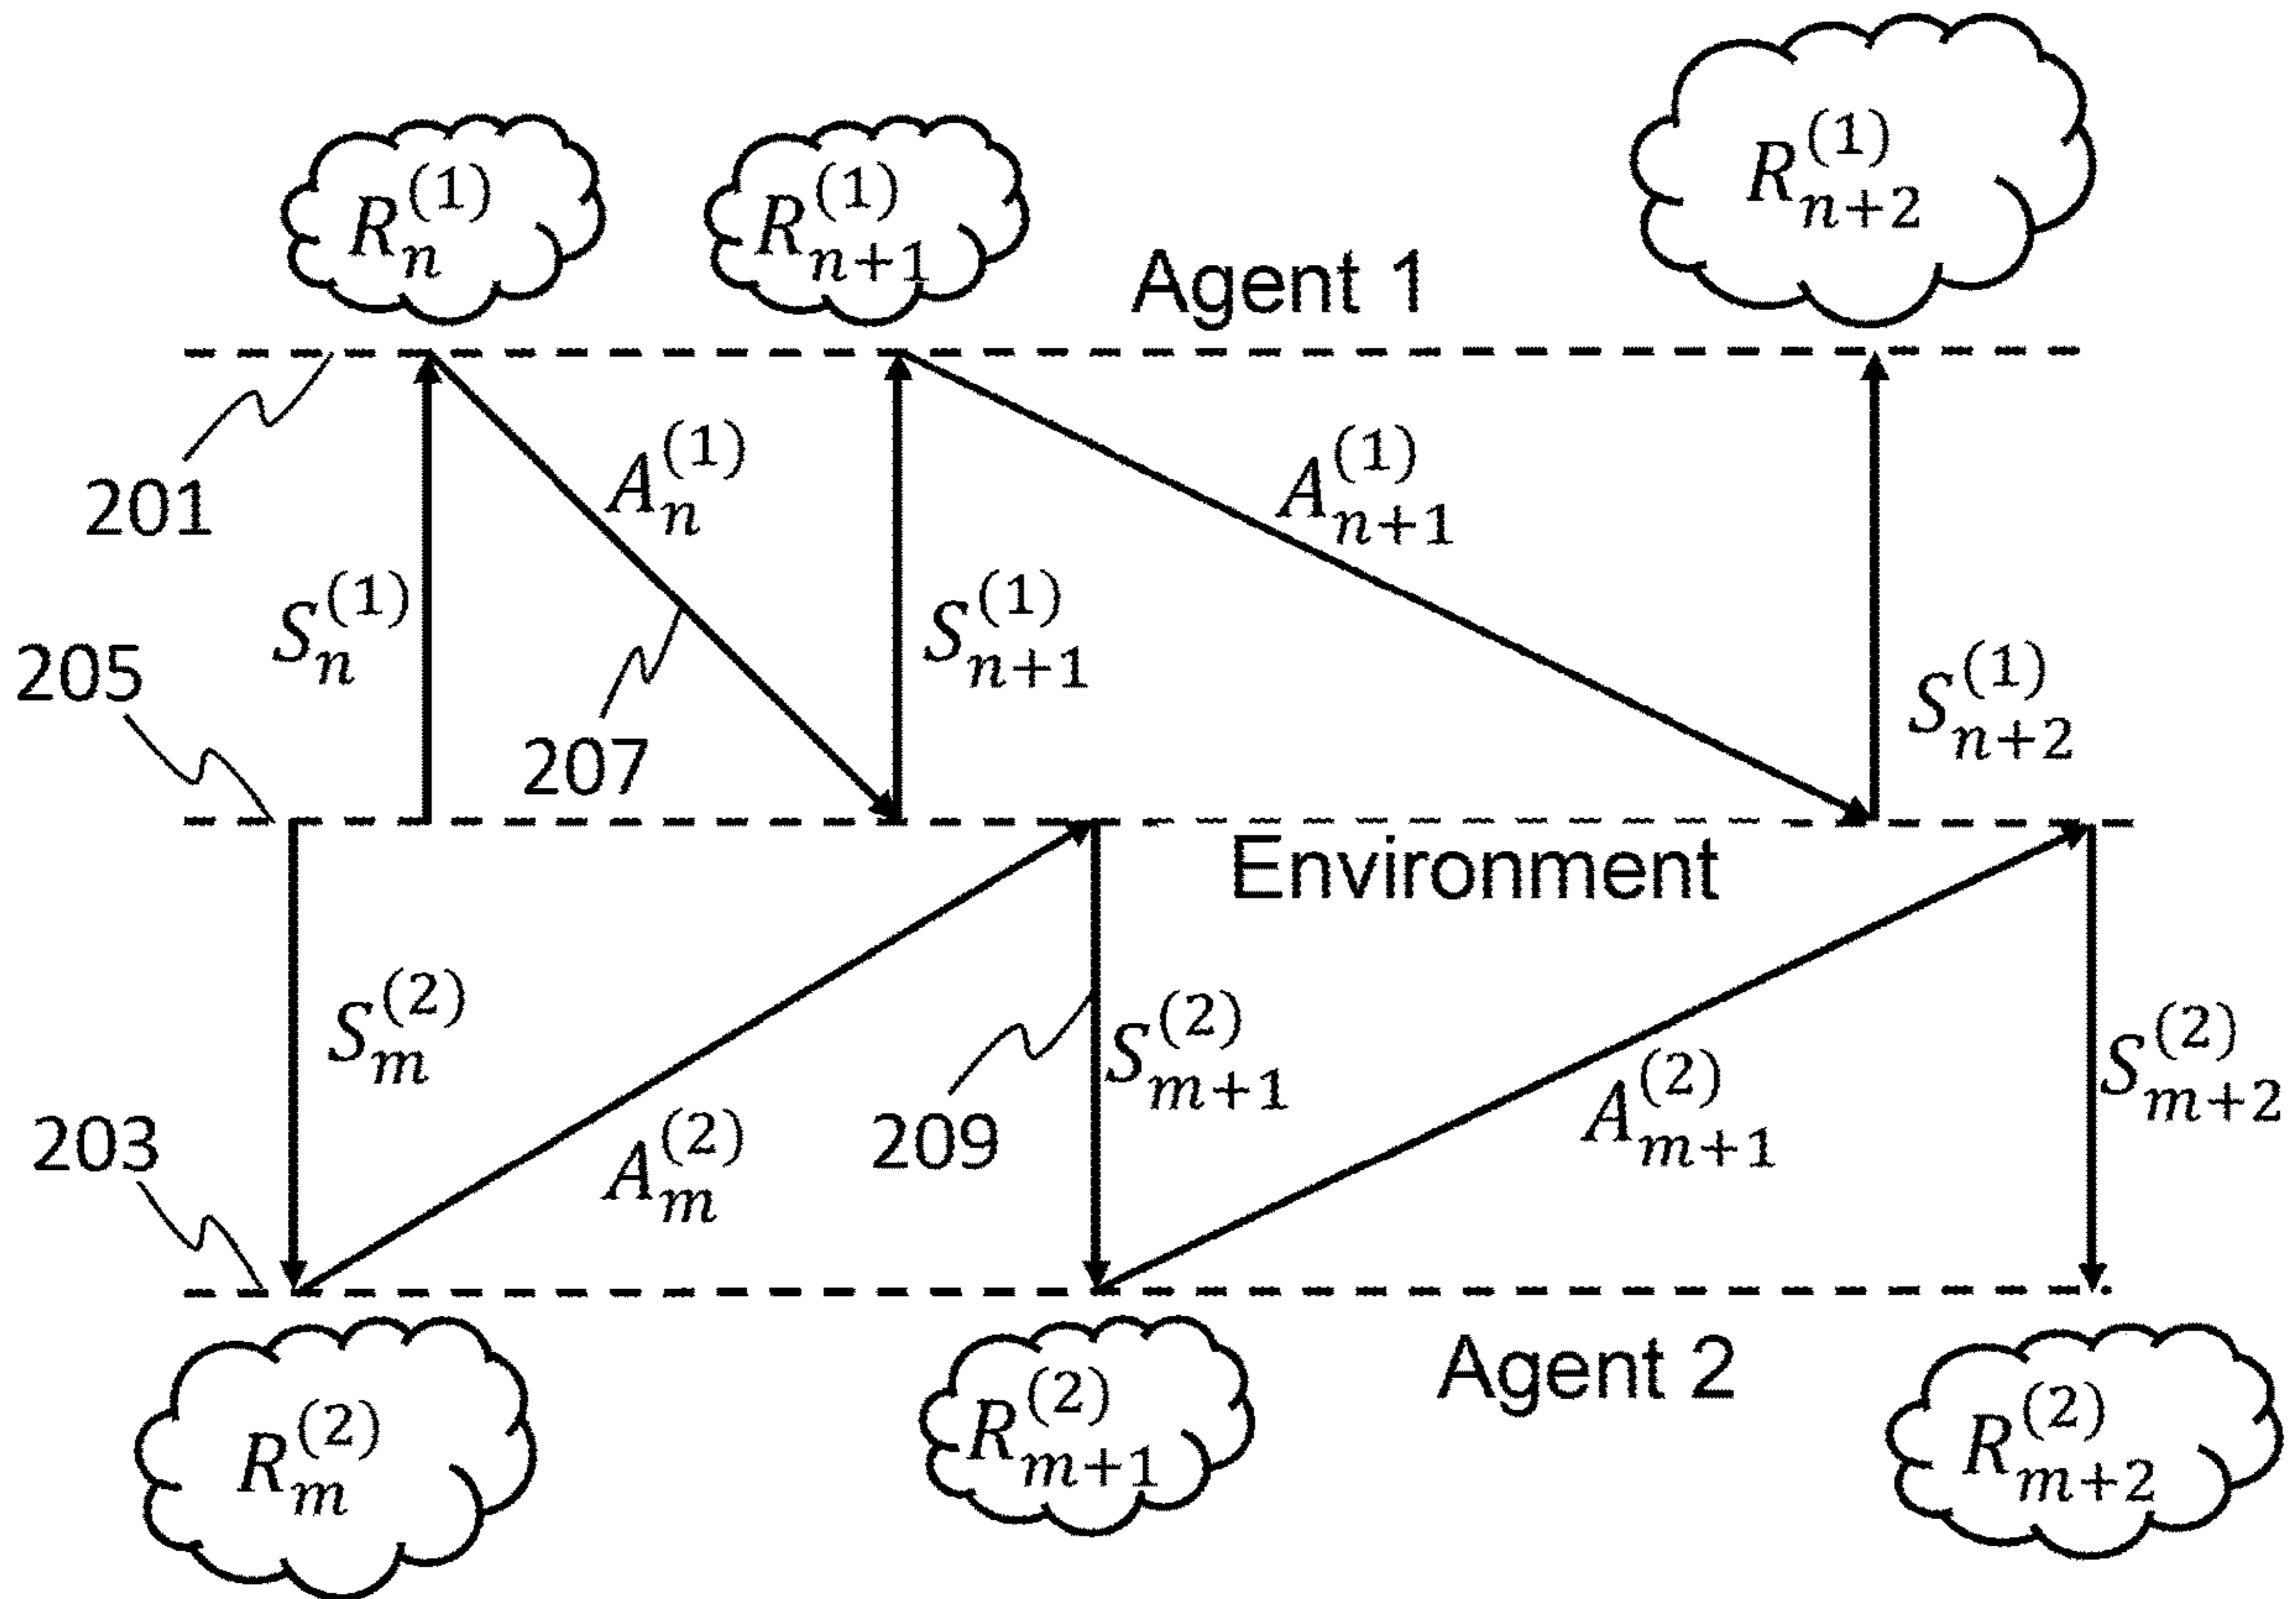 R_n^{(1)}
R_{n+1}^{(1)}
R_{n+2}^{(1)}
Agent 1
A_n^{(1)}
A_{n+1}^{(1)}
201
S_n^{(1)}
S_{n+1}^{(1)}
S_{n+2}^{(1)}
205
207
Environment
S_m^{(2)}
S_{m+1}^{(2)}
S_{m+2}^{(2)}
203
A_m^{(2)}
209
A_{m+1}^{(2)}
Agent 2
R_m^{(2)}
R_{m+1}^{(2)}
R_{m+2}^{(2)}